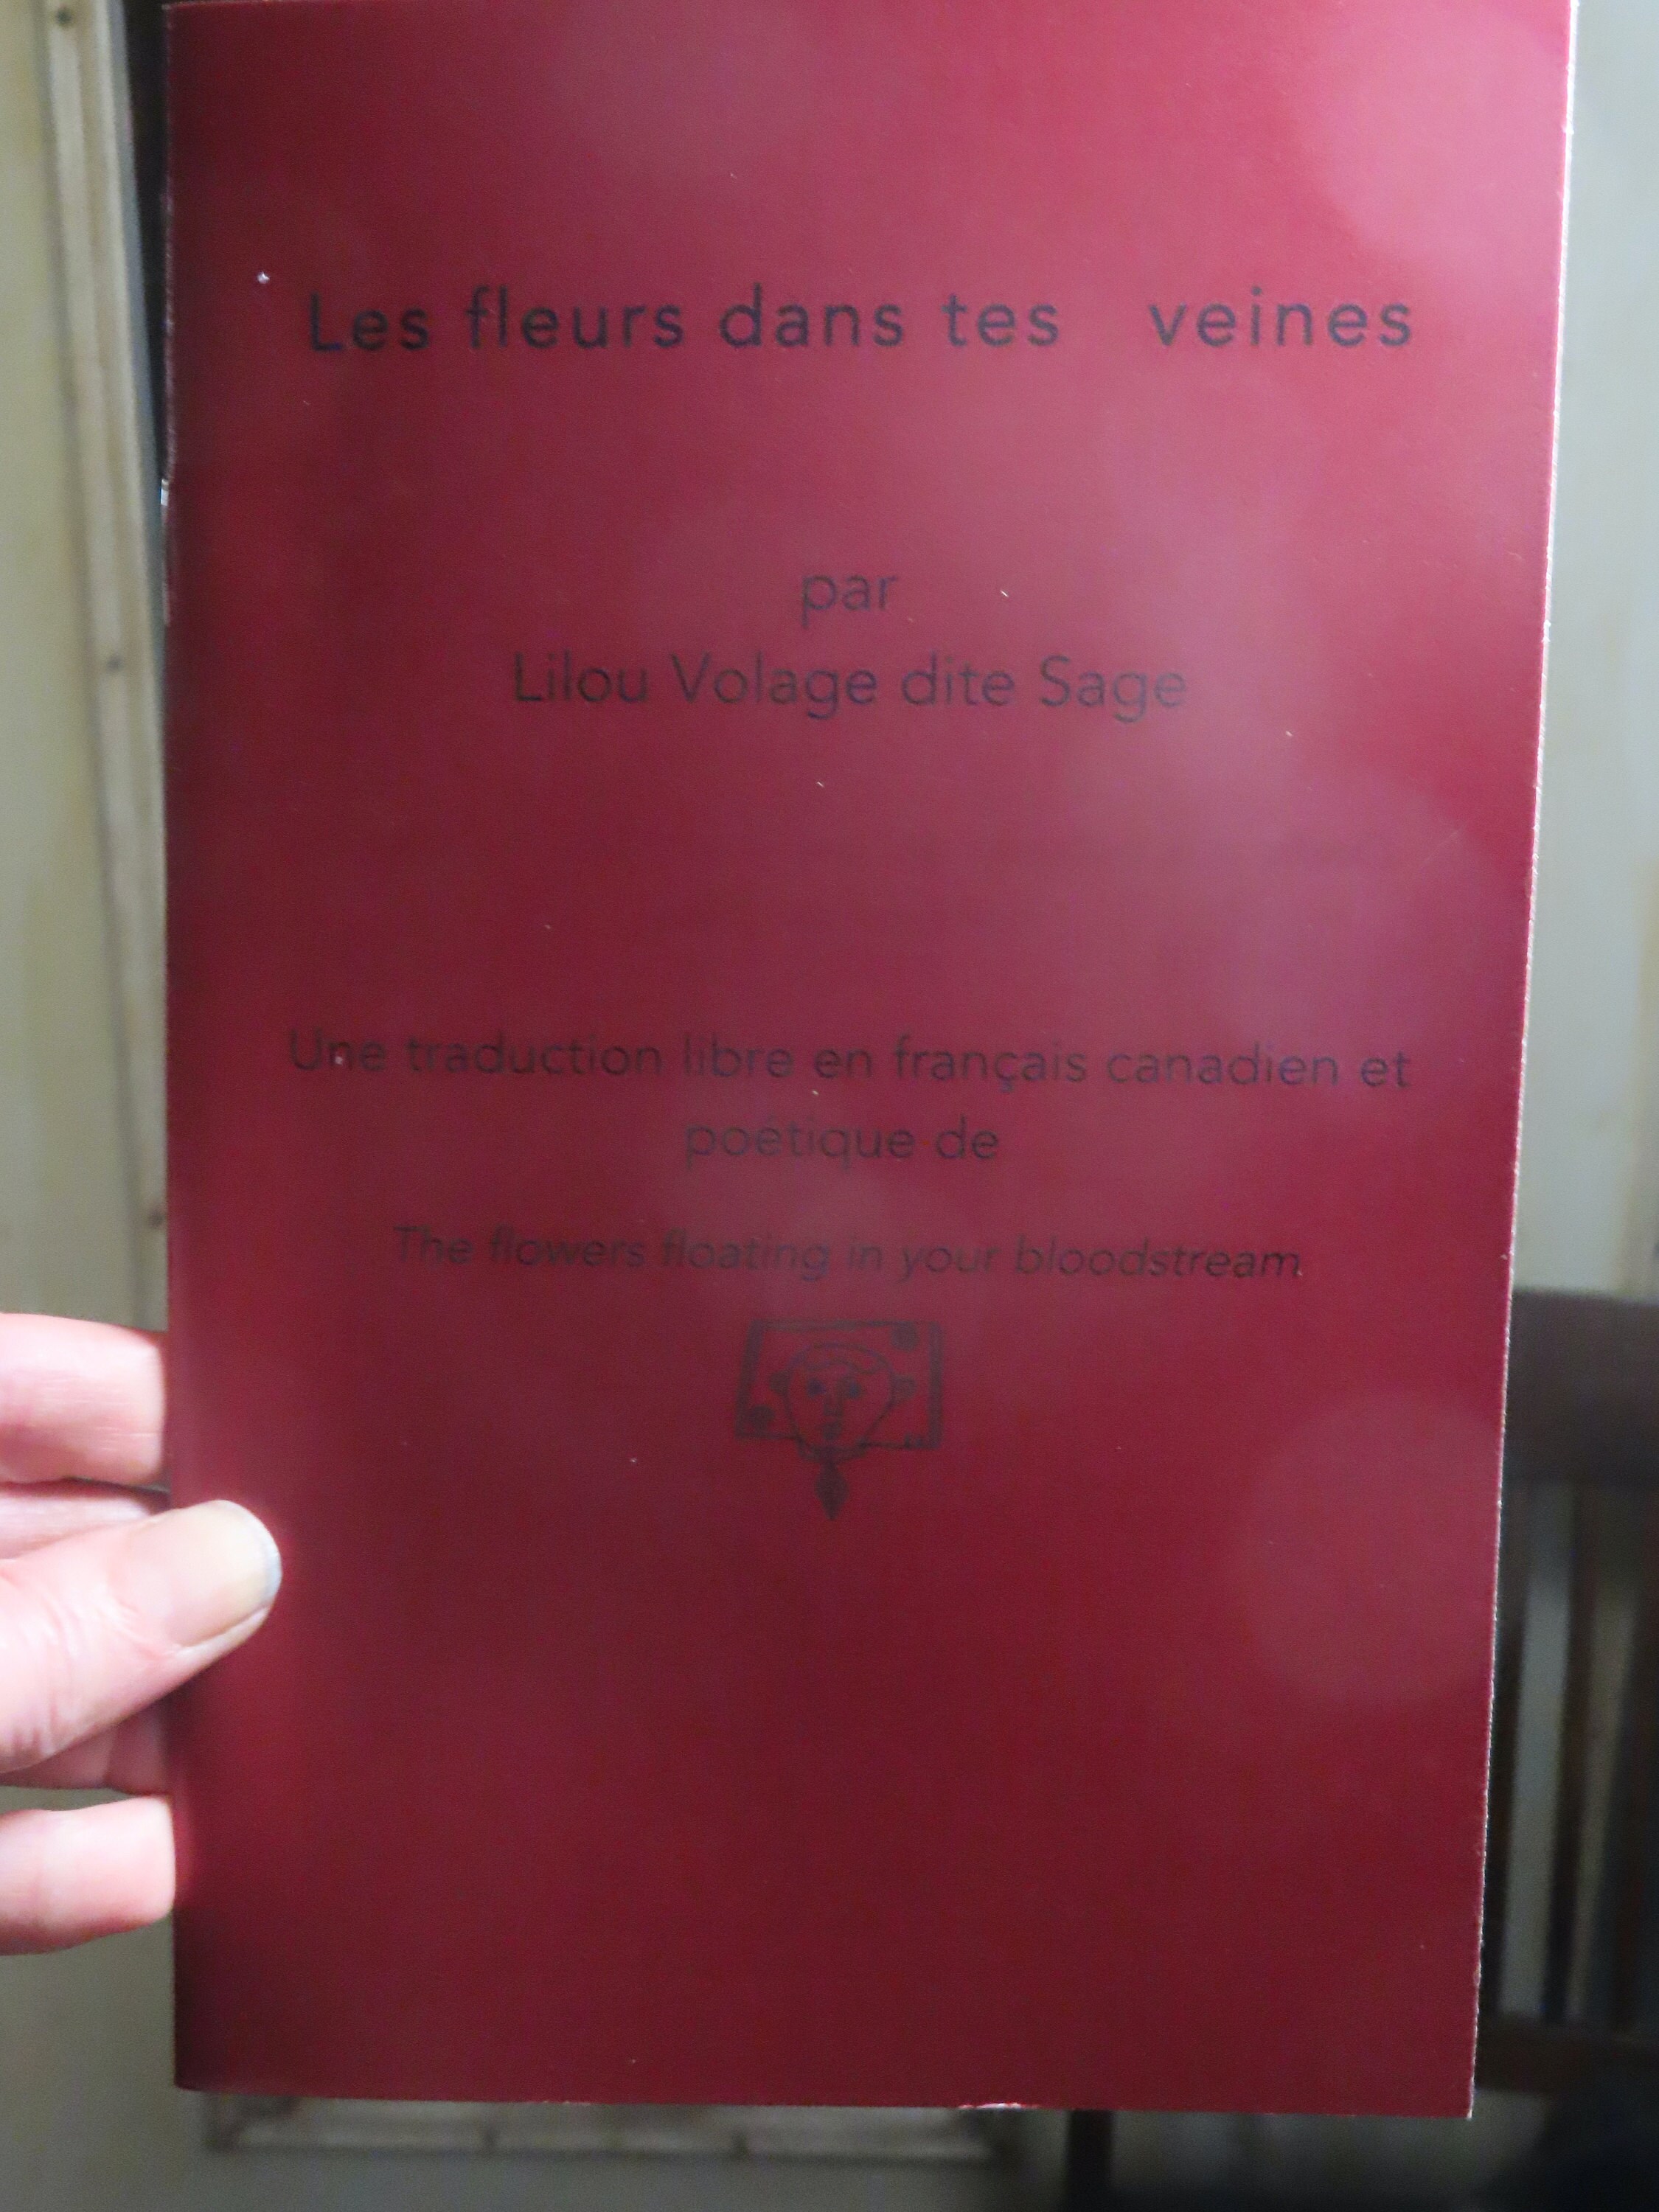 Les fleurs dans tes veines
par
Lilou Volage dite Sage
Une traduction libre en français canadien et
poétique de
The flowers floating in your bloodstream